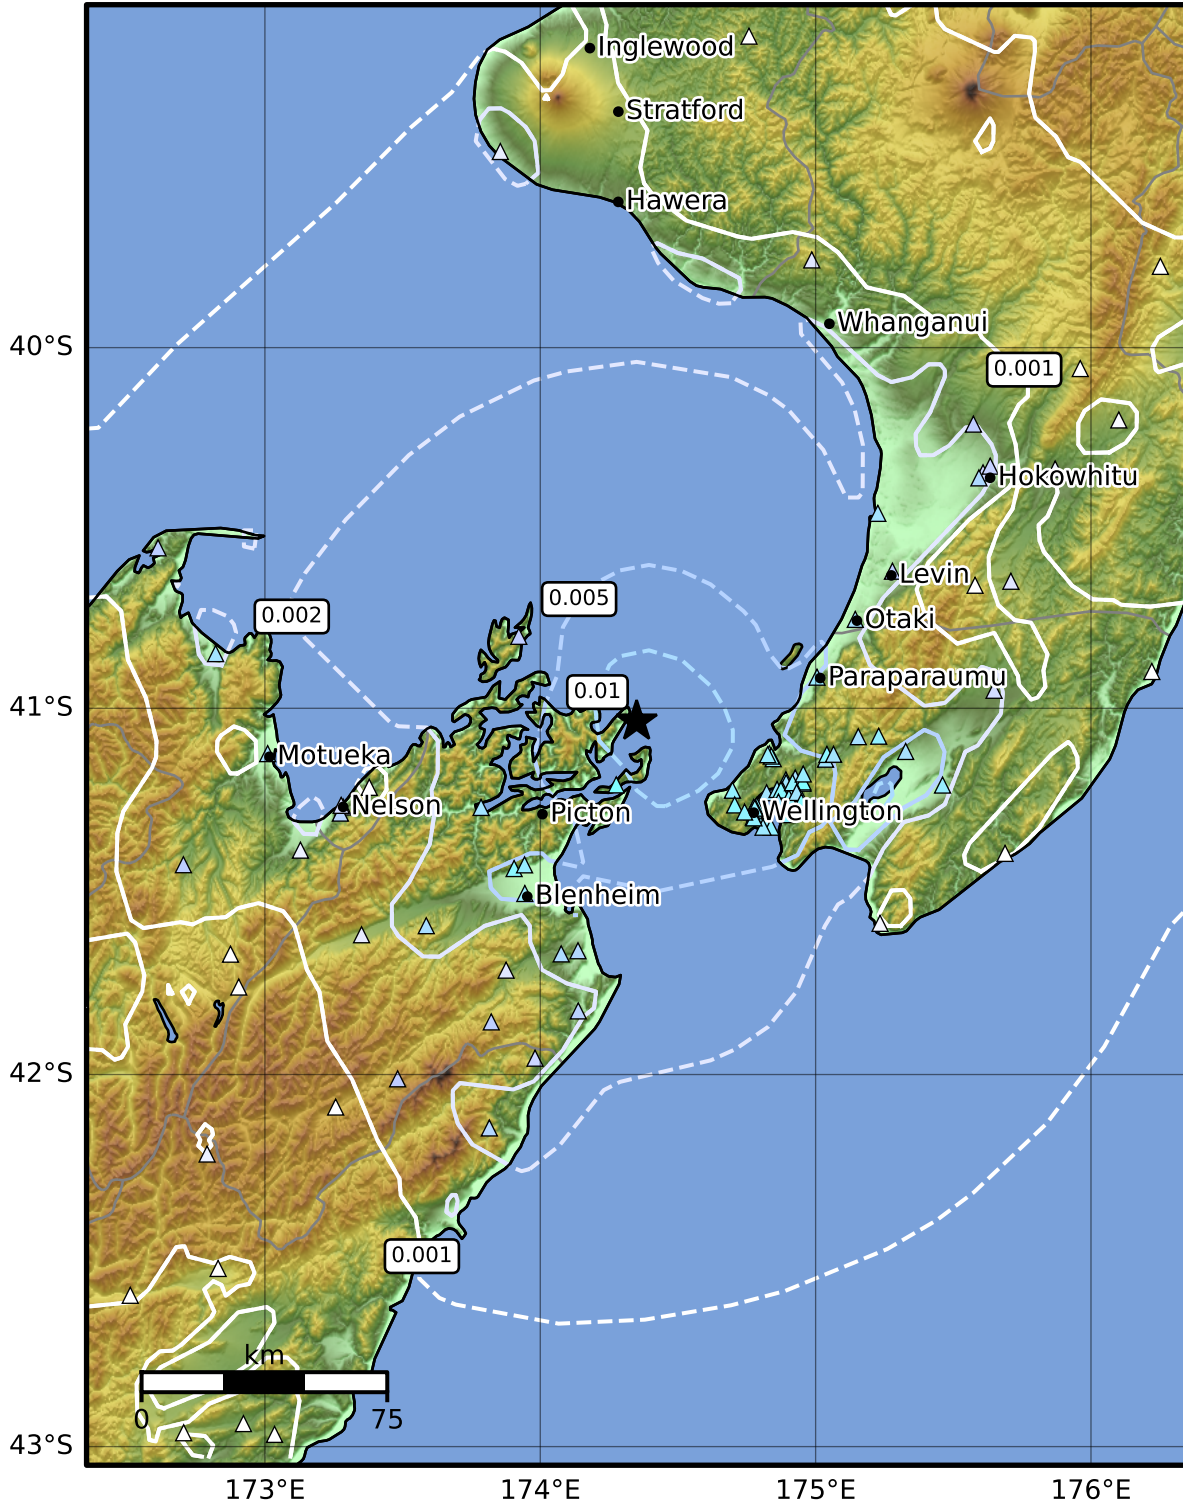 Inglewood
Stratford
Hawera
Whanganui
40°S
0.001
Hokowhitu
Levin
0.005
0.002
Otaki
Paraparaumu
0.01
41°S
Motueka
Nelson
Picton
Wellington
Blenheim
42°S
0.001
km
0 75
43°S
173°E 174°E 175°E 176°E